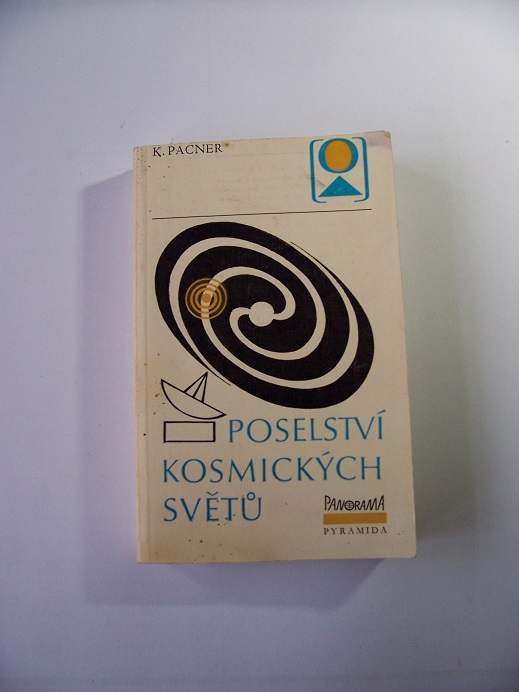 K. PACNER
POSELSTVÍ
KOSMICKÝCH
SVĚTŮ
PANORAMA
PYRAMIDA